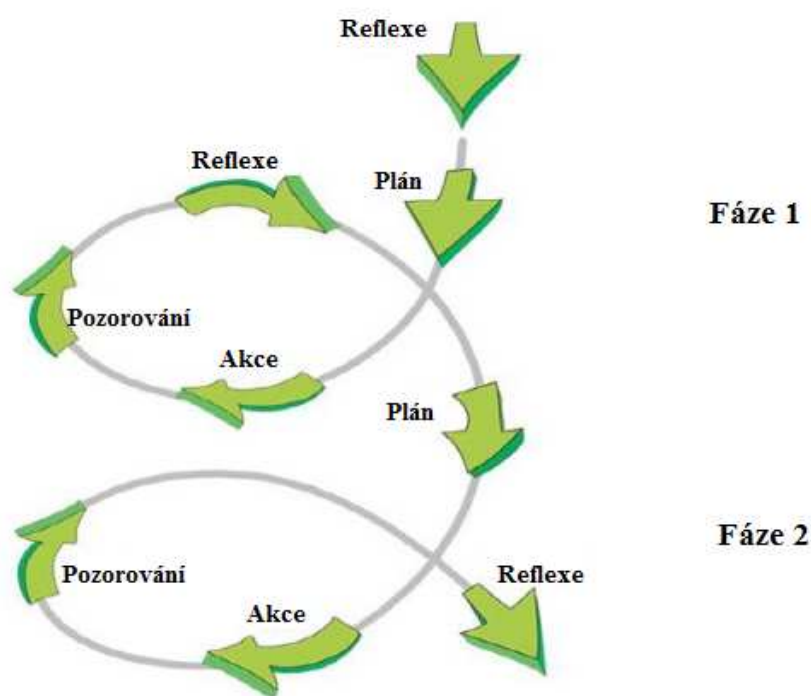 Reflexe
Reflexe
Plán
Fáze 1
Pozorování
Akce
Plán
Fáze 2
Pozorování
Reflexe
Akce